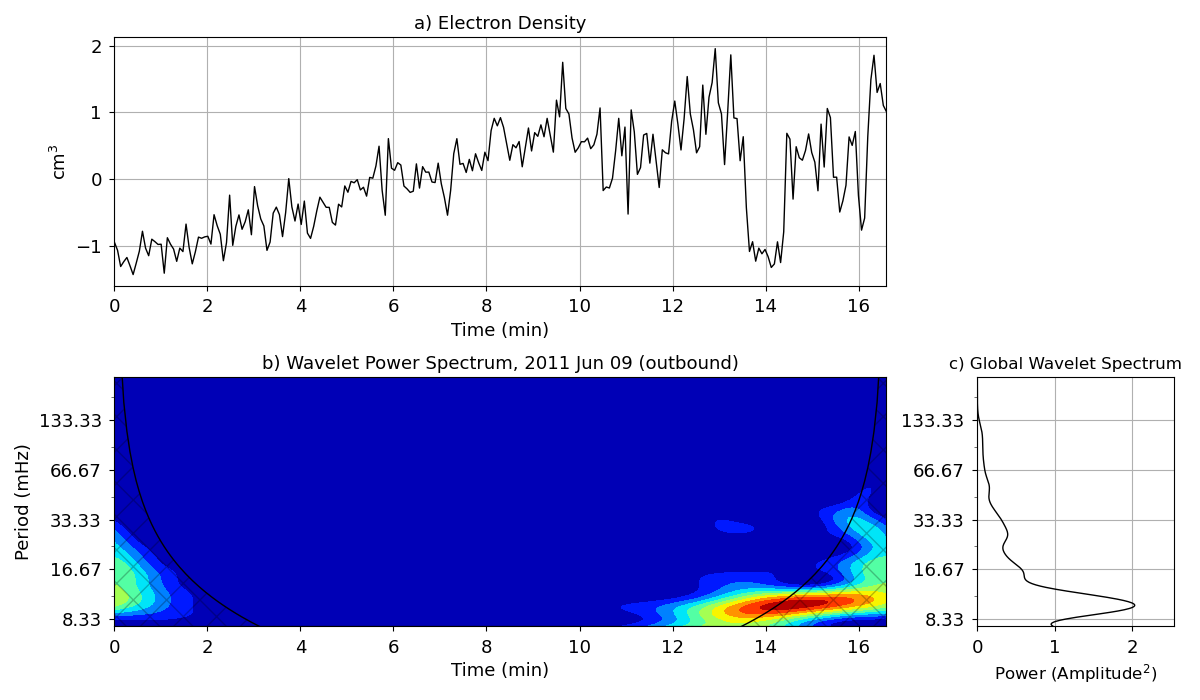 a) Electron Density
2
1
0
−1
cm³
0 2 4 6 8 10 12 14 16
Time (min)
b) Wavelet Power Spectrum, 2011 Jun 09 (outbound)
133.33
66.67
33.33
16.67
8.33
Period (mHz)
0 2 4 6 8 10 12 14 16
Time (min)
c) Global Wavelet Spectrum
133.33
66.67
33.33
16.67
8.33
0 1 2
Power (Amplitude²)